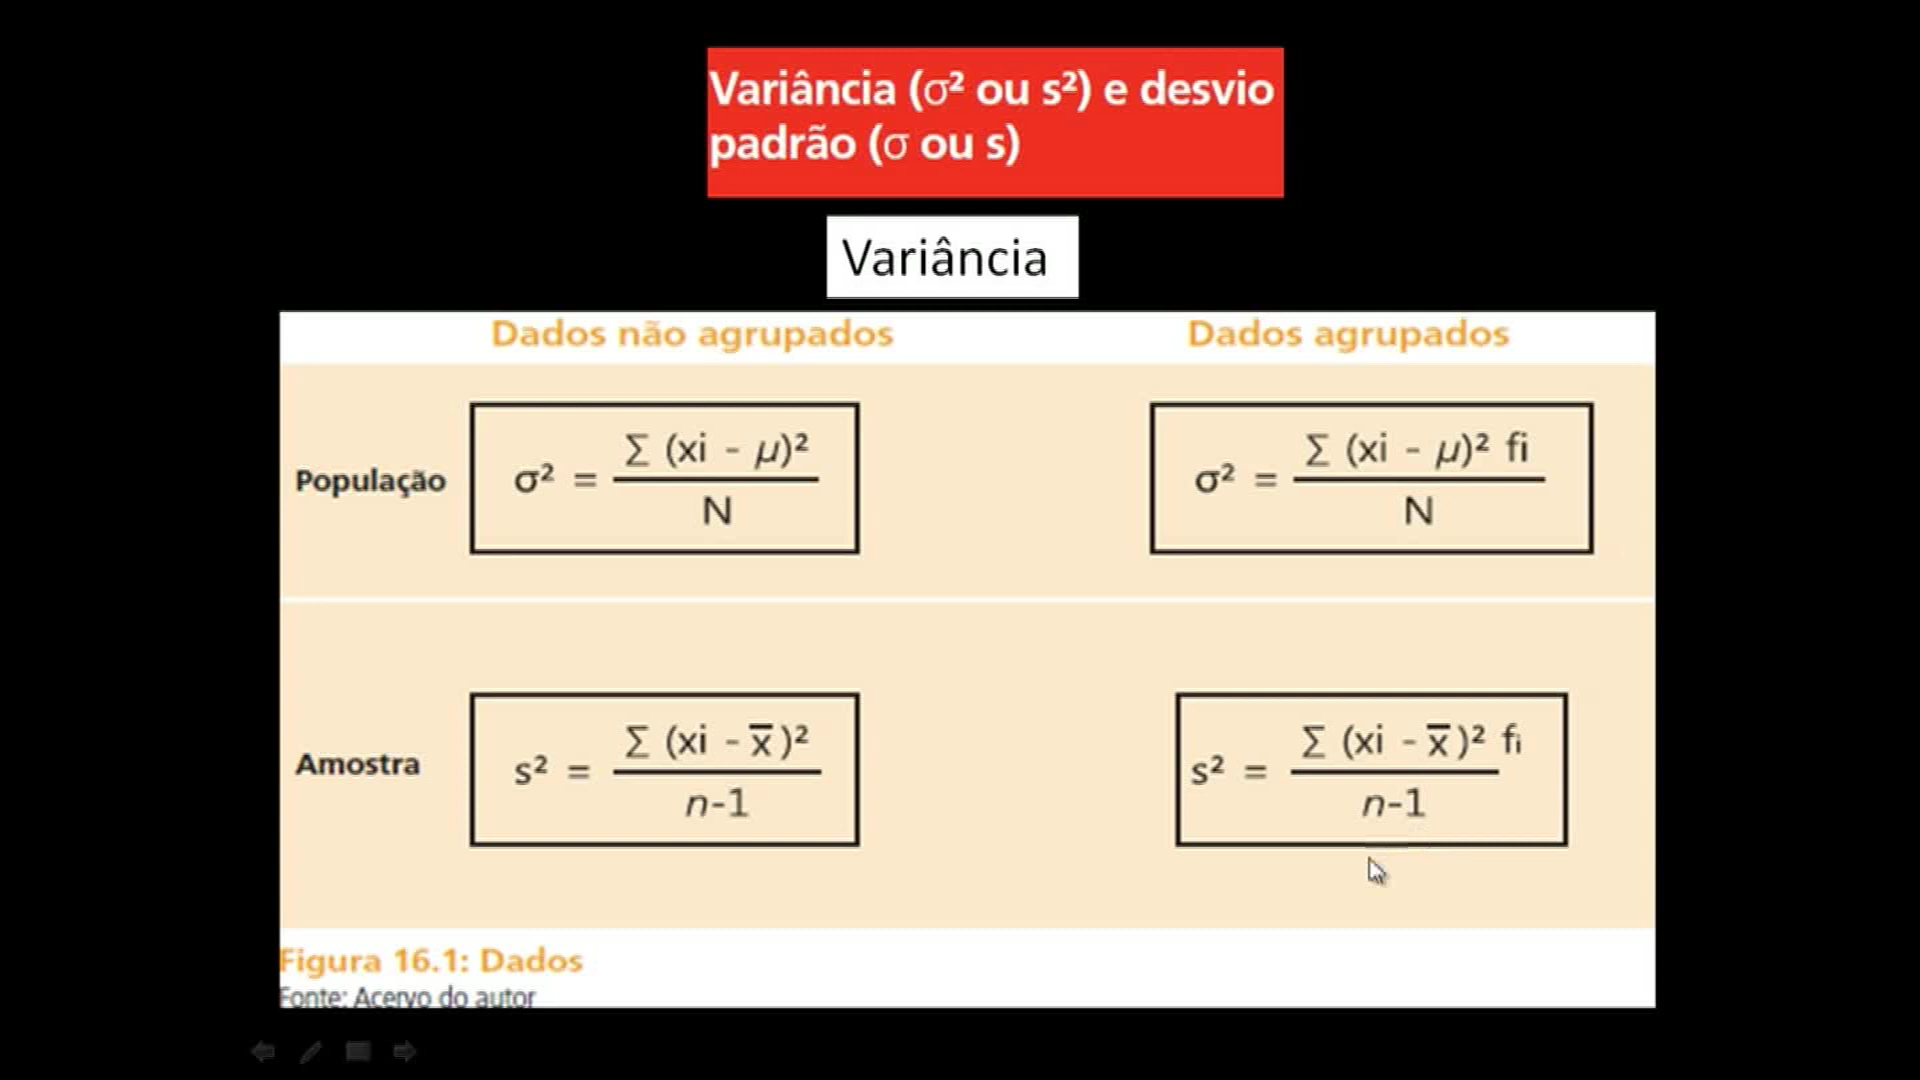 Variância (σ² ou s²) e desvio
padrão (σ ou s)
Variância
Dados não agrupados Dados agrupados
População
σ² = Σ (xi - μ)² / N
σ² = Σ (xi - μ)² fi / N
Amostra
s² = Σ (xi - x̅)² / n-1
s² = Σ (xi - x̅)² fi / n-1
Figura 16.1: Dados
Fonte: Acervo do autor